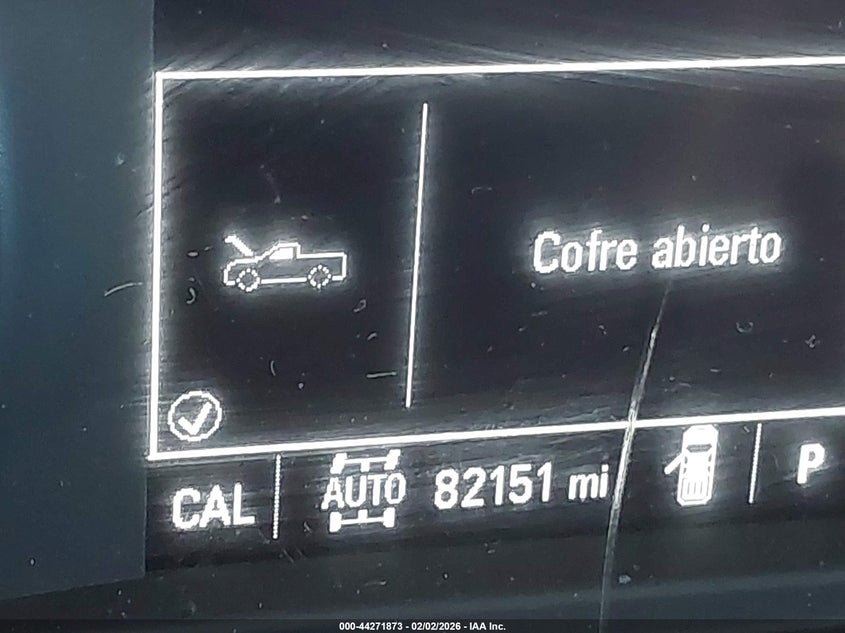 Cofre abierto
CAL AUTO 82151 mi P
000-44271873 - 02/02/2026 - IAA Inc.